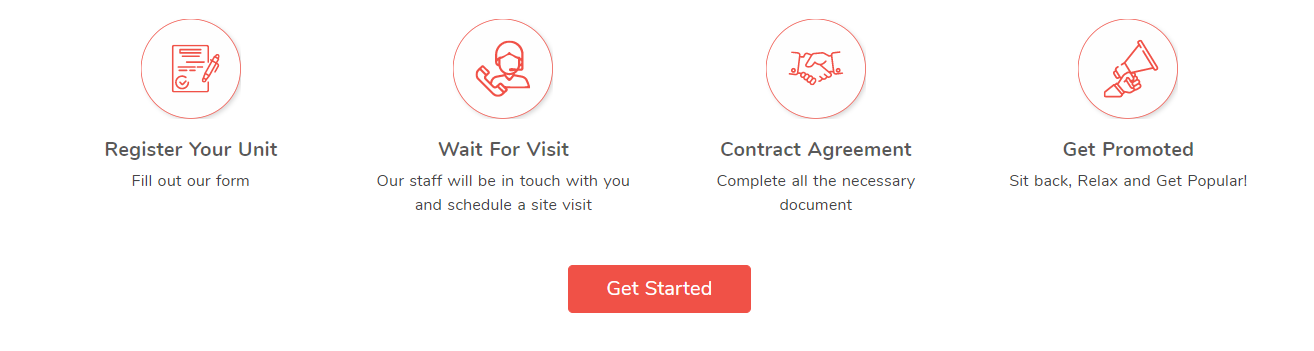 Register Your Unit
Fill out our form
Wait For Visit
Our staff will be in touch with you
and schedule a site visit
Contract Agreement
Complete all the necessary
document
Get Promoted
Sit back, Relax and Get Popular!
Get Started